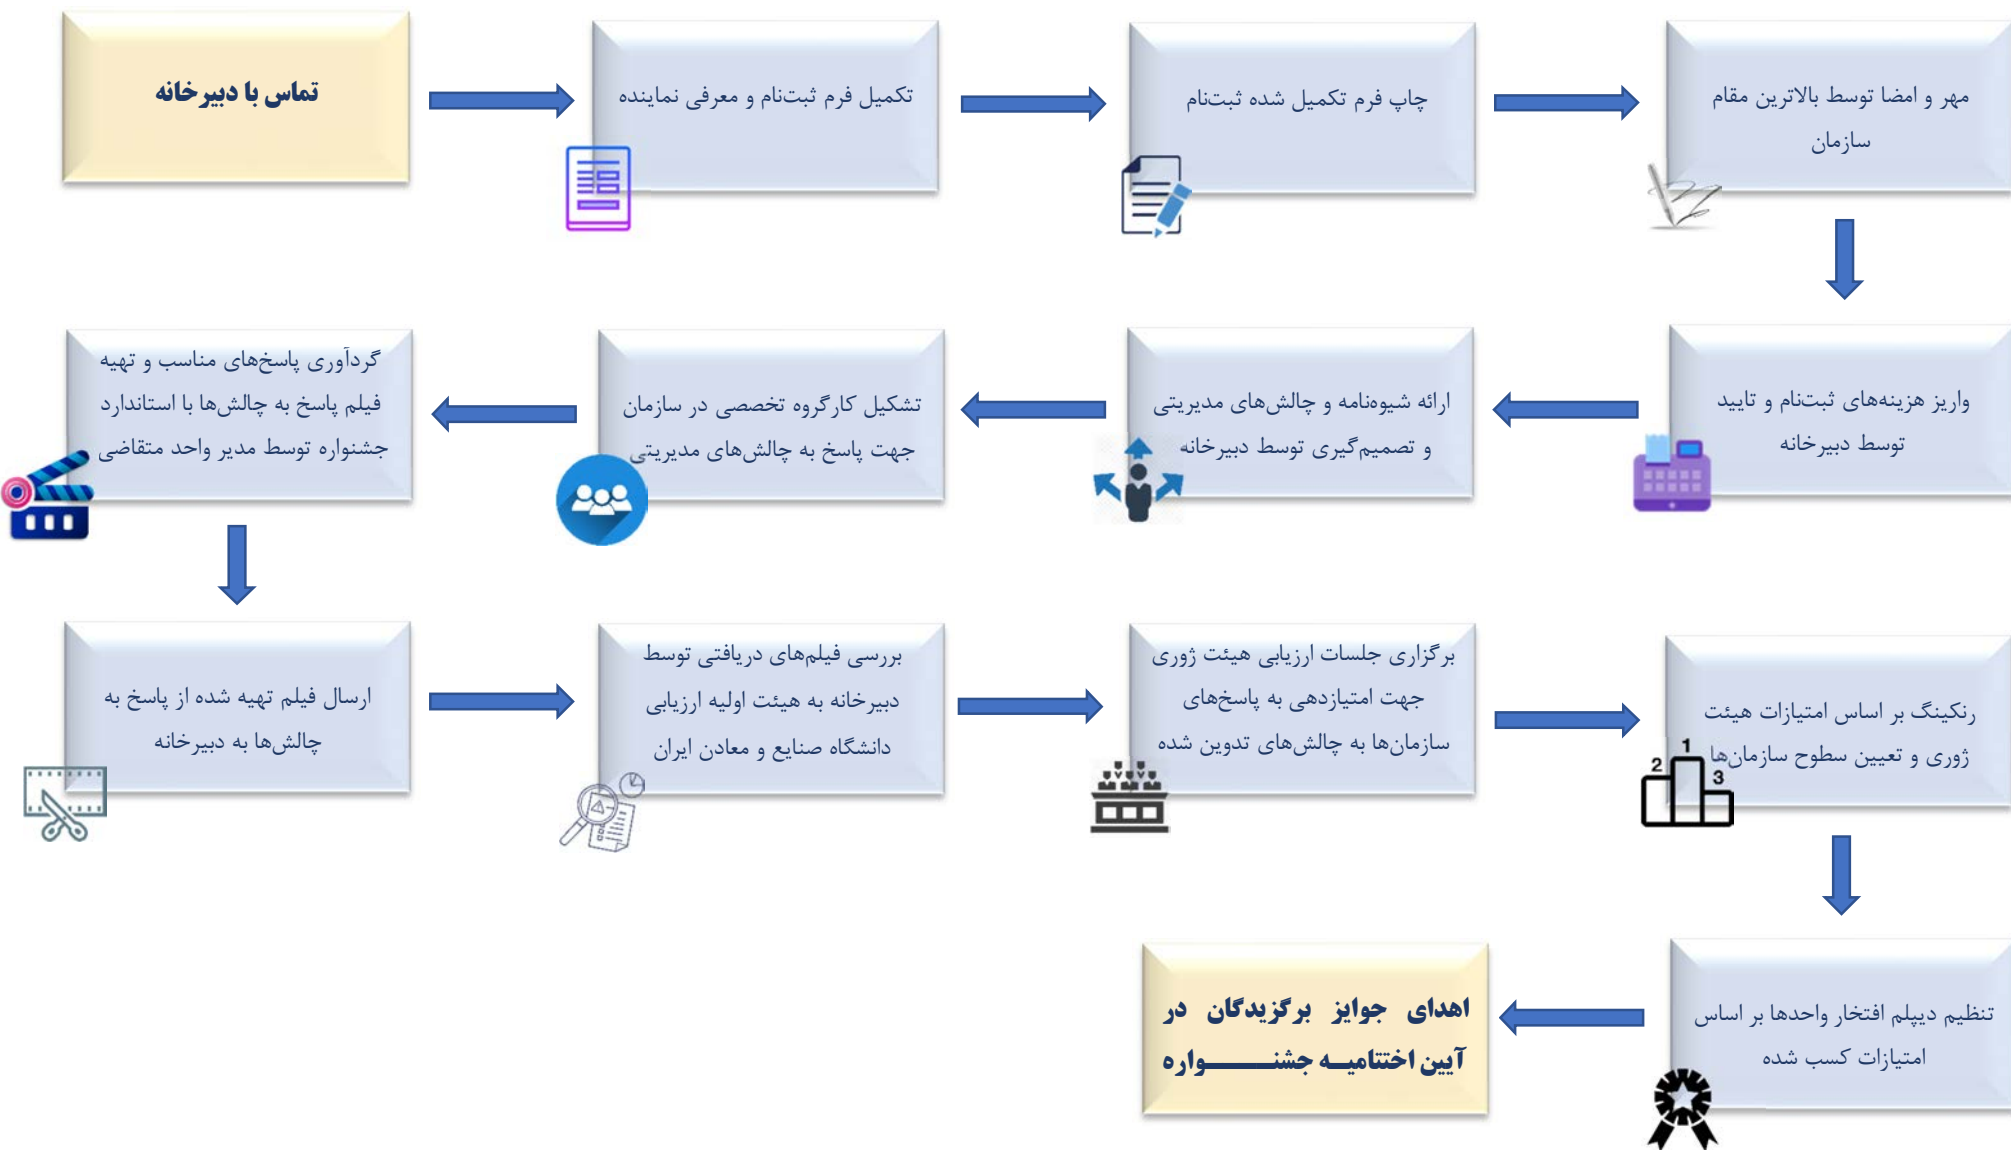 تماس با دبیرخانه
تکمیل فرم ثبت‌نام و معرفی نماینده
چاپ فرم تکمیل شده ثبت‌نام
مهر و امضا توسط بالاترین مقام
سازمان
واریز هزینه‌های ثبت‌نام و تایید
توسط دبیرخانه
ارائه شیوه‌نامه و چالش‌های مدیریتی
و تصمیم‌گیری توسط دبیرخانه
تشکیل کارگروه تخصصی در سازمان
جهت پاسخ به چالش‌های مدیریتی
گردآوری پاسخ‌های مناسب و تهیه
فیلم پاسخ به چالش‌ها با استاندارد
جشنواره توسط مدیر واحد متقاضی
ارسال فیلم تهیه شده از پاسخ به
چالش‌ها به دبیرخانه
بررسی فیلم‌های دریافتی توسط
دبیرخانه به هیئت اولیه ارزیابی
دانشگاه صنایع و معادن ایران
برگزاری جلسات ارزیابی هیئت ژوری
جهت امتیازدهی به پاسخ‌های
سازمان‌ها به چالش‌های تدوین شده
رنکینگ بر اساس امتیازات هیئت
ژوری و تعیین سطوح سازمان‌ها
1
2
3
تنظیم دیپلم افتخار واحدها بر اساس
امتیازات کسب شده
اهدای جوایز برگزیدگان در
آیین اختتامیـه جشنـــــــواره